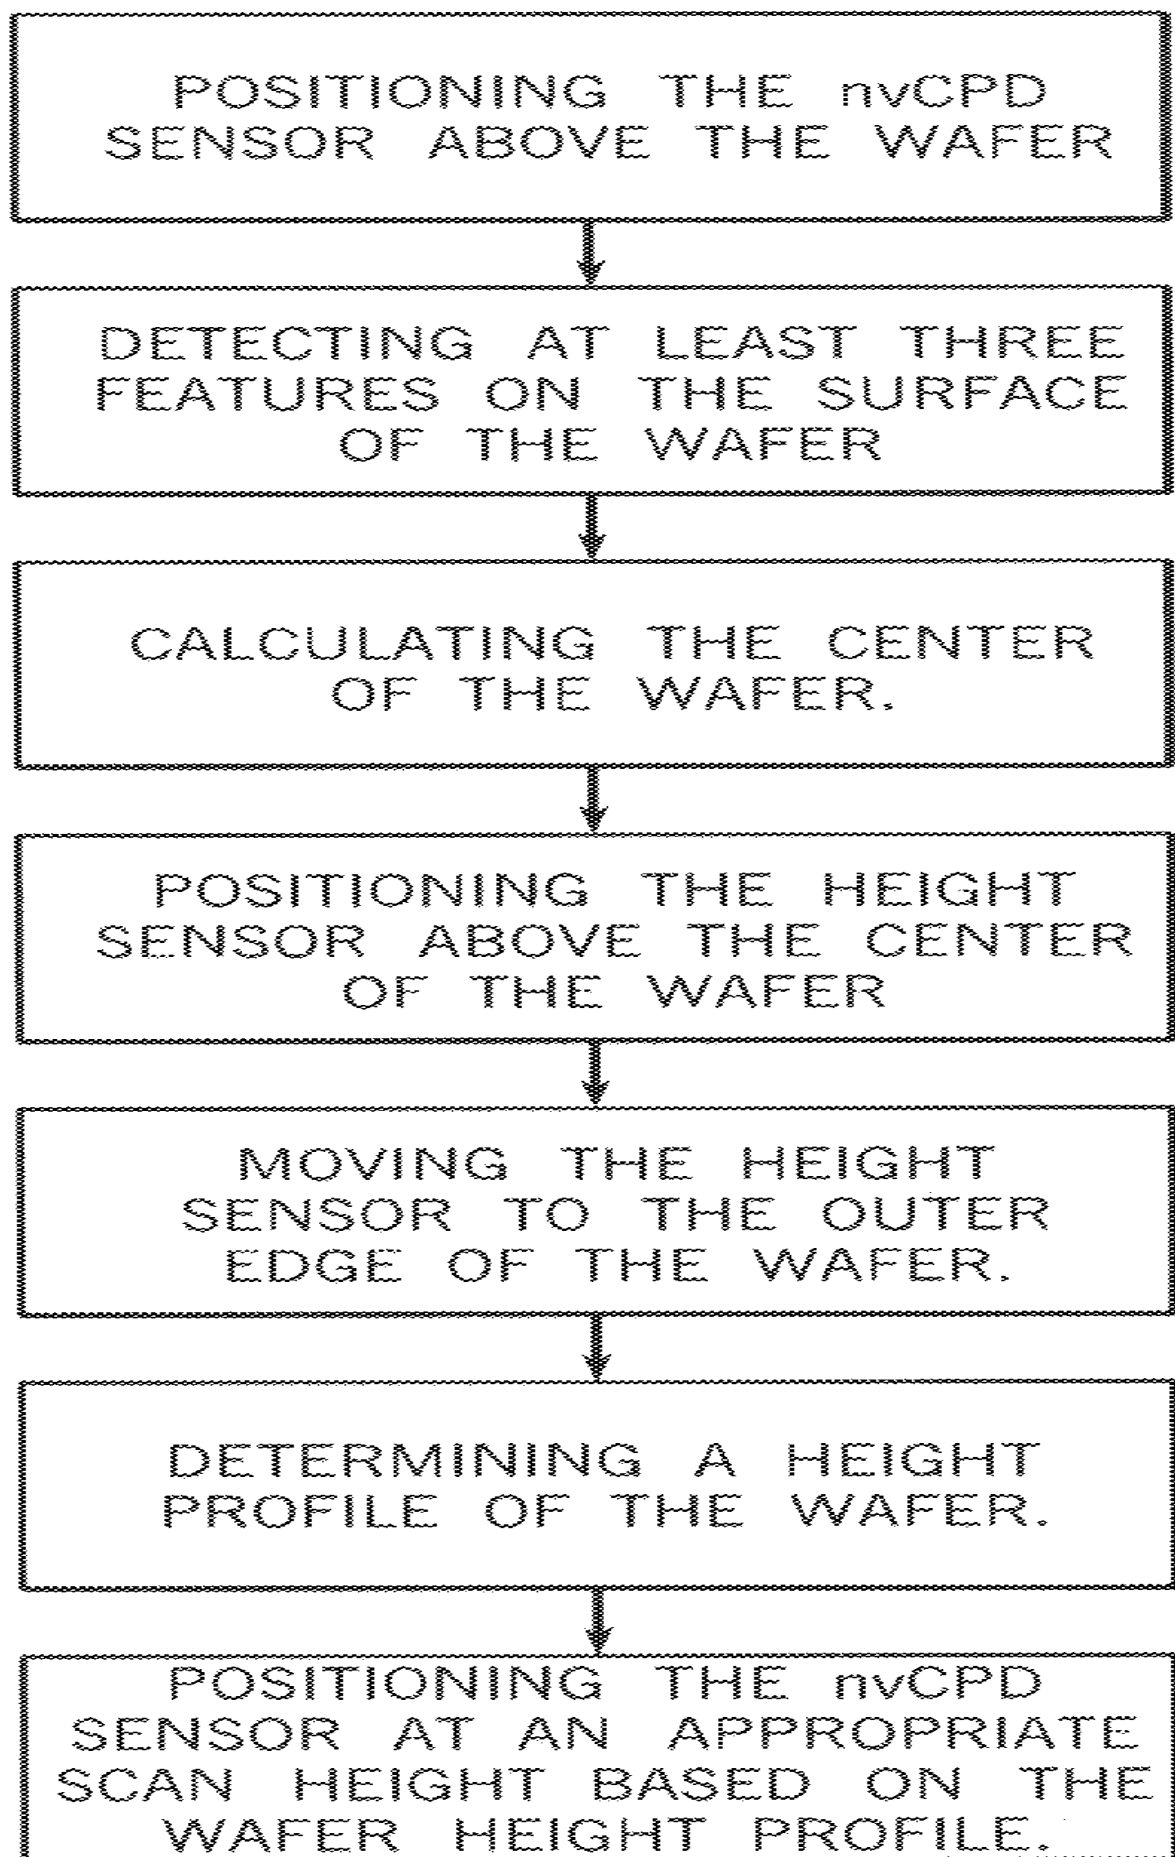 POSITIONING THE nvCPD
SENSOR ABOVE THE WAFER
DETECTING AT LEAST THREE
FEATURES ON THE SURFACE
OF THE WAFER
CALCULATING THE CENTER
OF THE WAFER.
POSITIONING THE HEIGHT
SENSOR ABOVE THE CENTER
OF THE WAFER
MOVING THE HEIGHT
SENSOR TO THE OUTER
EDGE OF THE WAFER.
DETERMINING A HEIGHT
PROFILE OF THE WAFER.
POSITIONING THE nvCPD
SENSOR AT AN APPROPRIATE
SCAN HEIGHT BASED ON THE
WAFER HEIGHT PROFILE.